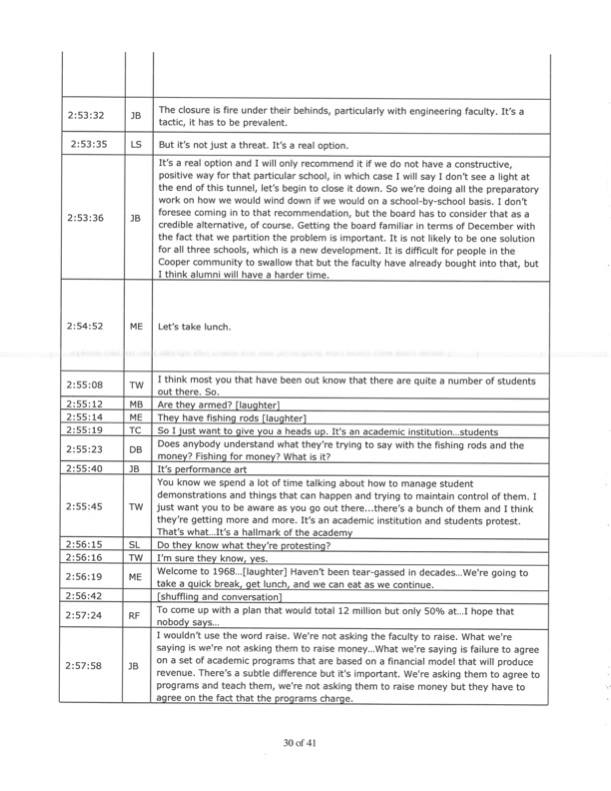 2:53:32 JB The closure is fire under their behinds, particularly with engineering faculty. It's a
tactic, it has to be prevalent.
2:53:35 LS But it's not just a threat. It's a real option.
2:53:36 JB It's a real option and I will only recommend it if we do not have a constructive,
positive way for that particular school, in which case I will say I don't see a light at
the end of this tunnel, let's begin to close it down. So we're doing all the preparatory
work on how we would wind down if we would on a school-by-school basis. I don't
foresee coming in to that recommendation, but the board has to consider that as a
credible alternative, of course. Getting the board familiar in terms of December with
the fact that we partition the problem is important. It is not likely to be one solution
for all three schools, which is a new development. It is difficult for people in the
Cooper community to swallow that but the faculty have already bought into that, but
I think alumni will have a harder time.
2:54:52 ME Let's take lunch.
2:55:08 TW I think most you that have been out know that there are quite a number of students
out there. So.
2:55:12 MB Are they armed? [laughter]
2:55:14 ME They have fishing rods [laughter]
2:55:19 TC So I just want to give you a heads up. It's an academic institution...students
2:55:23 DB Does anybody understand what they're trying to say with the fishing rods and the
money? Fishing for money? What is it?
2:55:40 JB It's performance art
2:55:45 TW You know we spend a lot of time talking about how to manage student
demonstrations and things that can happen and trying to maintain control of them. I
just want you to be aware as you go out there...there's a bunch of them and I think
they're getting more and more. It's an academic institution and students protest.
That's what...It's a hallmark of the academy
2:56:15 SL Do they know what they're protesting?
2:56:16 TW I'm sure they know, yes.
2:56:19 ME Welcome to 1968...[laughter] Haven't been tear-gassed in decades...We're going to
take a quick break, get lunch, and we can eat as we continue.
2:56:42 [shuffling and conversation]
2:57:24 RF To come up with a plan that would total 12 million but only 50% at...I hope that
nobody says...
2:57:58 JB I wouldn't use the word raise. We're not asking the faculty to raise. What we're
saying is we're not asking them to raise money...What we're saying is failure to agree
on a set of academic programs that are based on a financial model that will produce
revenue. There's a subtle difference but it's important. We're asking them to agree to
programs and teach them, we're not asking them to raise money but they have to
agree on the fact that the programs charge.
30 of 41